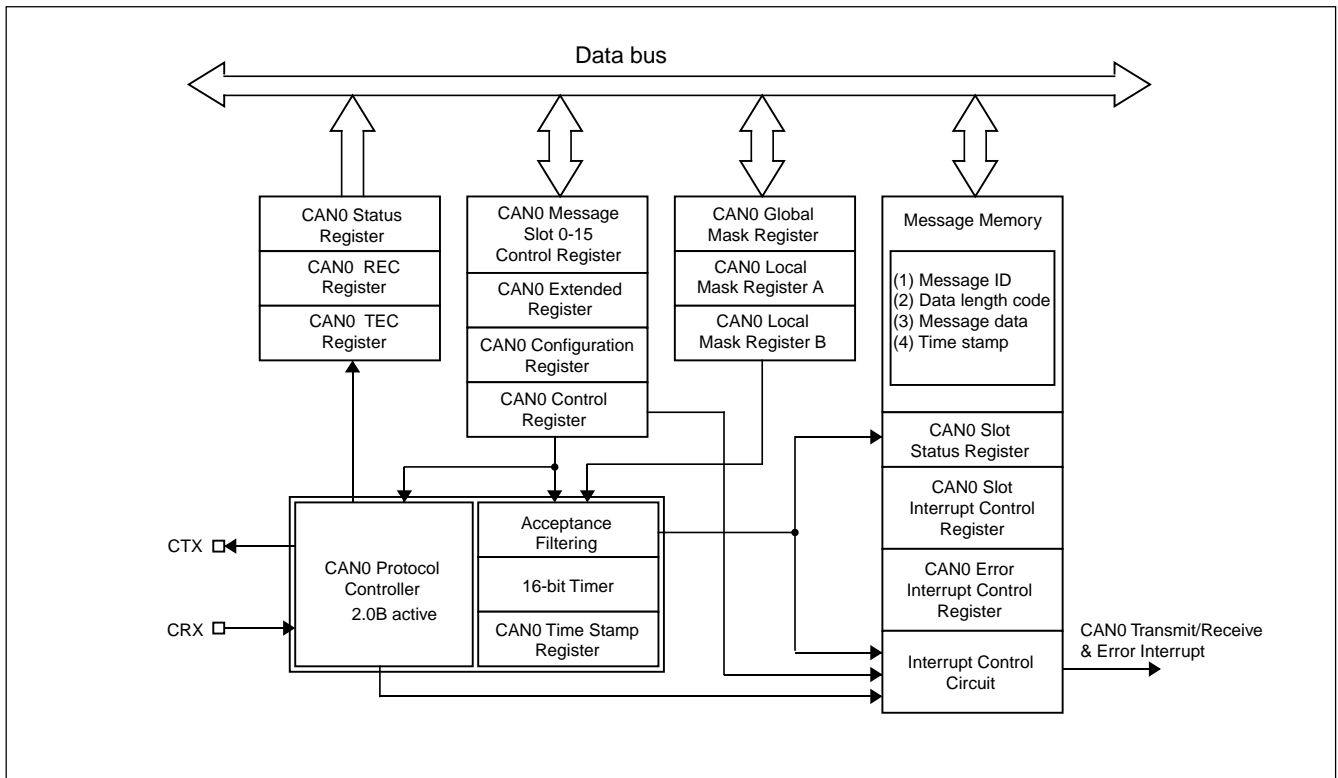 Data bus
CAN0 Status
Register
CAN0 REC
Register
CAN0 TEC
Register
CAN0 Message
Slot 0-15
Control Register
CAN0 Extended
Register
CAN0 Configuration
Register
CAN0 Control
Register
CAN0 Global
Mask Register
CAN0 Local
Mask Register A
CAN0 Local
Mask Register B
Message Memory
(1) Message ID
(2) Data length code
(3) Message data
(4) Time stamp
CAN0 Slot
Status Register
CAN0 Slot
Interrupt Control
Register
CAN0 Error
Interrupt Control
Register
Interrupt Control
Circuit
CTX
CRX
CAN0 Protocol
Controller
2.0B active
Acceptance
Filtering
16-bit Timer
CAN0 Time Stamp
Register
CAN0 Transmit/Receive
& Error Interrupt